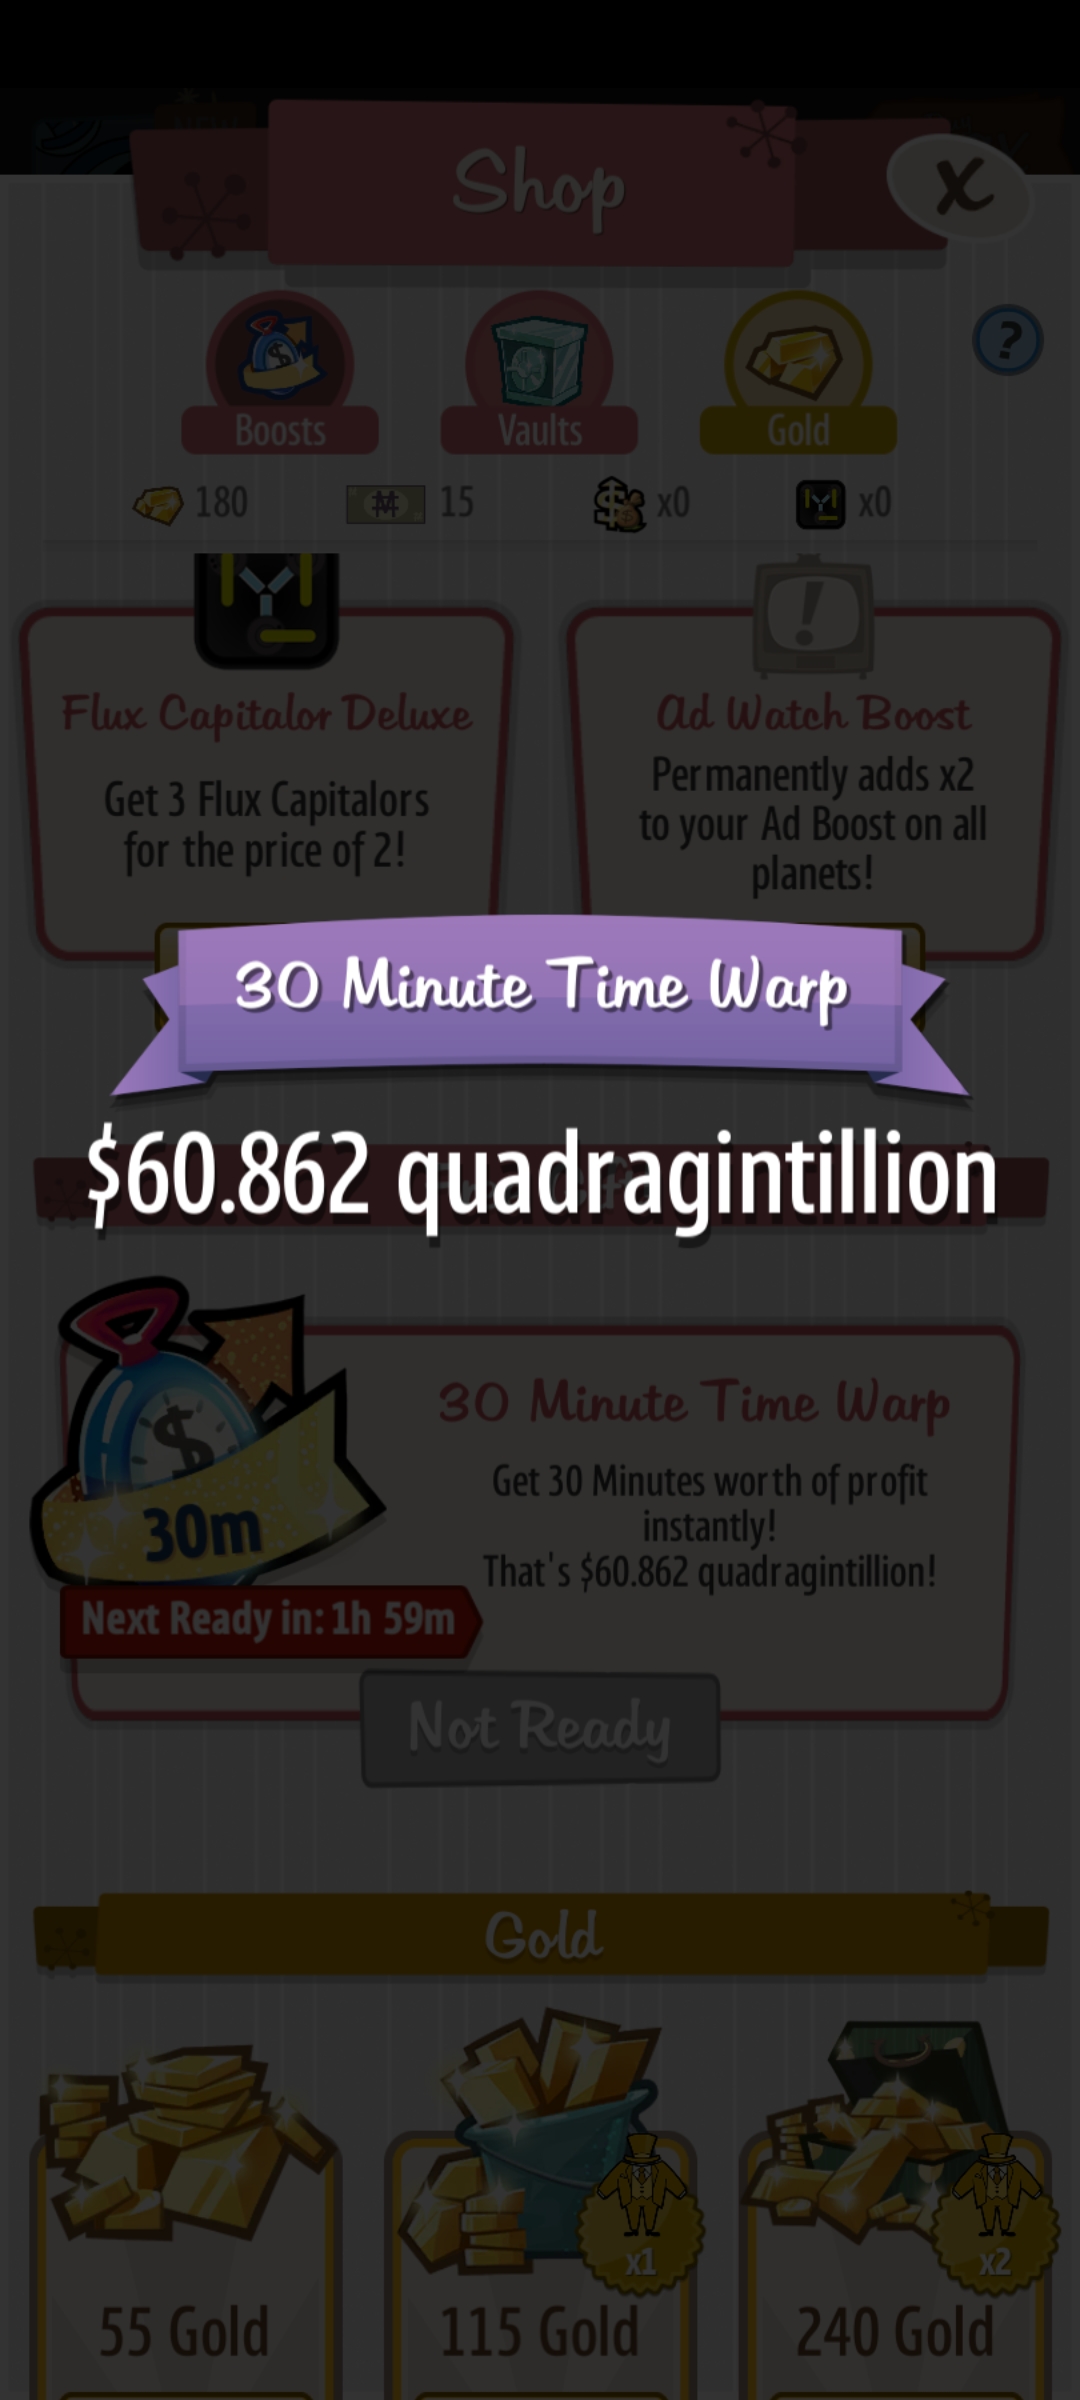 Shop
X
?
Boosts
Vaults
Gold
180
15
x0
x0
Flux Capitalor Deluxe
Get 3 Flux Capitalors
for the price of 2!
Ad Watch Boost
Permanently adds x2
to your Ad Boost on all
planets!
30 Minute Time Warp
$60.862 quadragintillion
30m
30 Minute Time Warp
Get 30 Minutes worth of profit
instantly!
That's $60.862 quadragintillion!
Next Ready in: 1h 59m
Not Ready
Gold
x1
x2
55 Gold
115 Gold
240 Gold